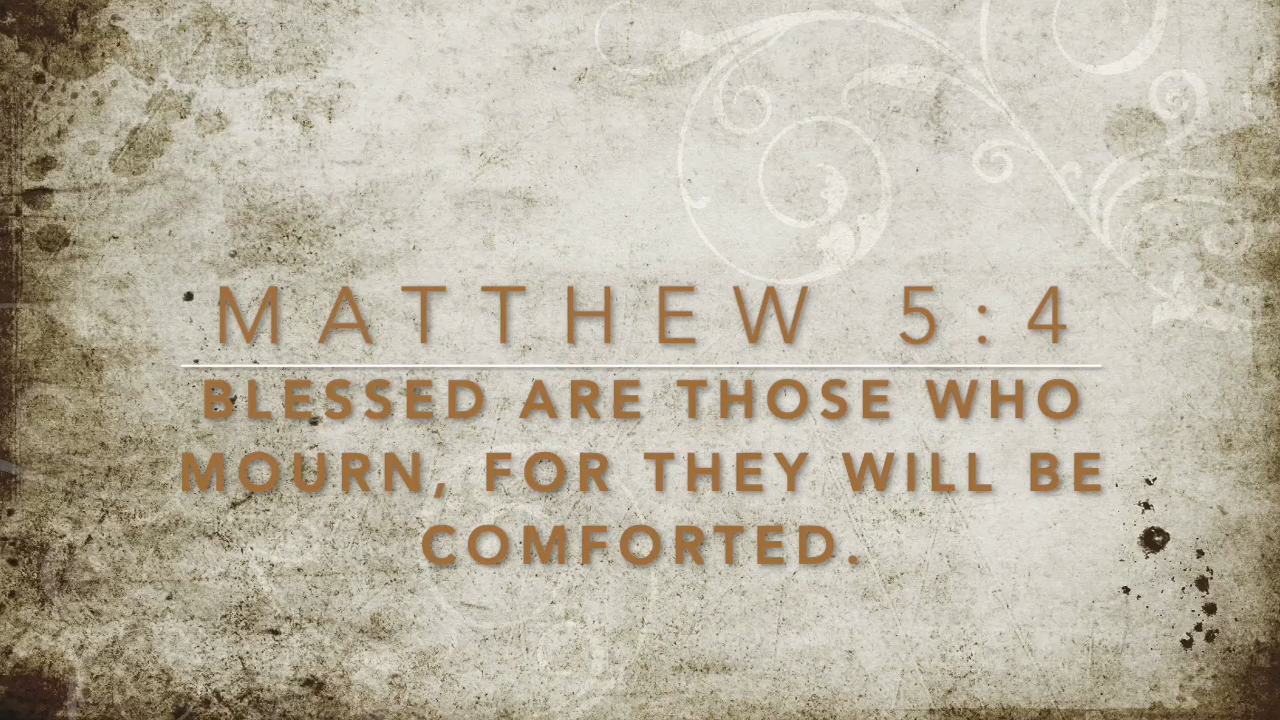 MATTHEW 5:4
BLESSED ARE THOSE WHO
MOURN, FOR THEY WILL BE
COMFORTED.